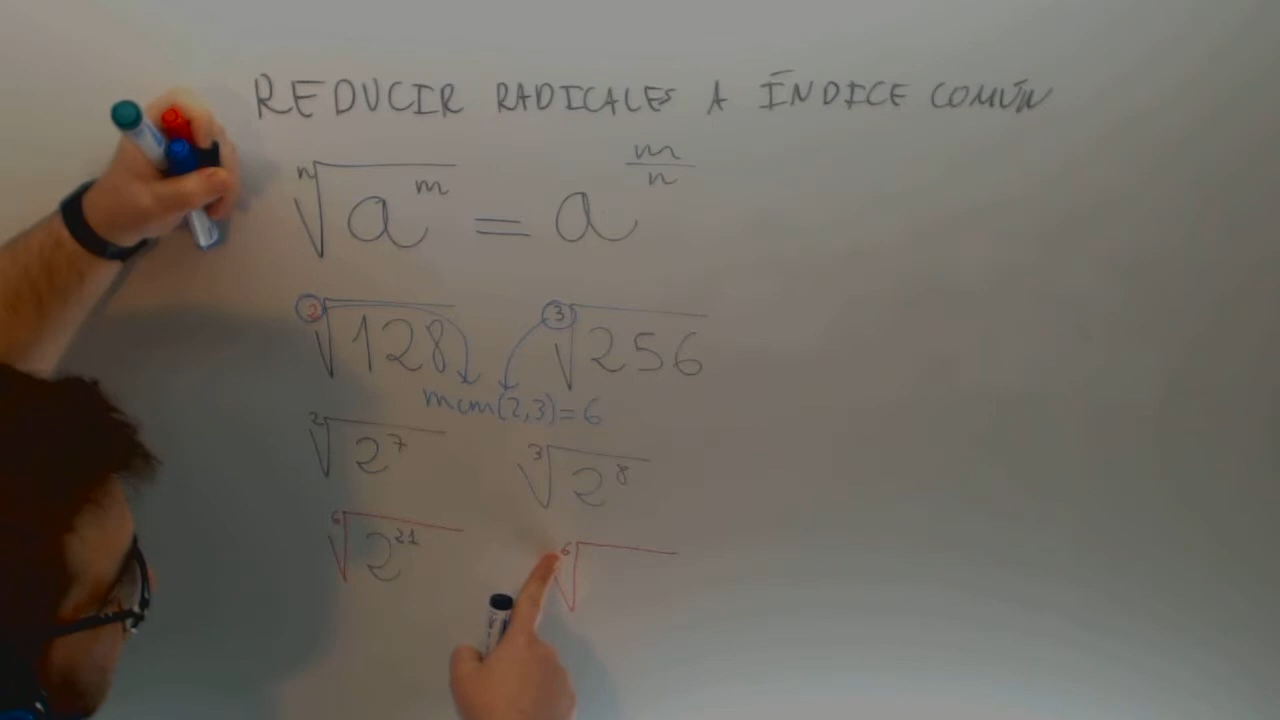 REDUCIR RADICALES A ÍNDICE COMÚN
ⁿ√aᵐ = a^(m/n)
²√128 ³√256
mcm(2,3)=6
²√2⁷ ³√2⁸
⁶√2²¹ ⁶√